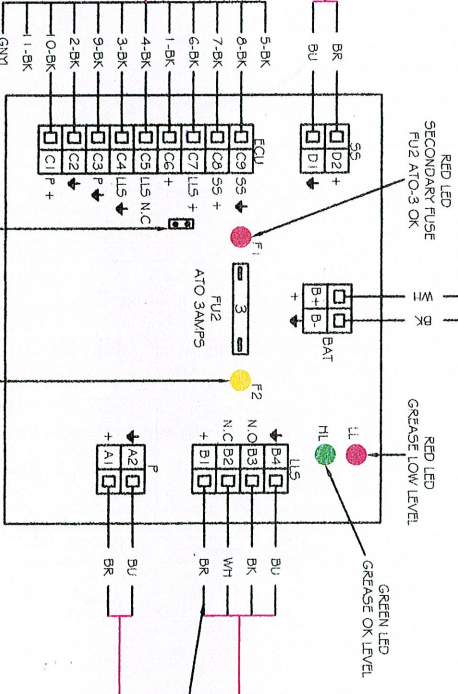 RED LED
SECONDARY FUSE
FU2 ATO-3 OK
RED LED
GREASE LOW LEVEL
GREEN LED
GREASE OK LEVEL
WH
BK
BR
BU
SS
D2 +
D1
B+
B-
+
BAT
LL
HL
5-BK
8-BK
7-BK
6-BK
1-BK
4-BK
3-BK
9-BK
2-BK
10-BK
11-BK
ECU
C9 SS
C8 SS +
C7 LLS +
C6 +
C5 LLS N.C
C4 LLS
C3 P
C2
C1 P +
F1
3
FU2
ATO 3AMPS
F2
LLS
B4
N.O B3
N.C B2
+ B1
BU
BK
WH
BR
P
A2
+ A1
BU
BR